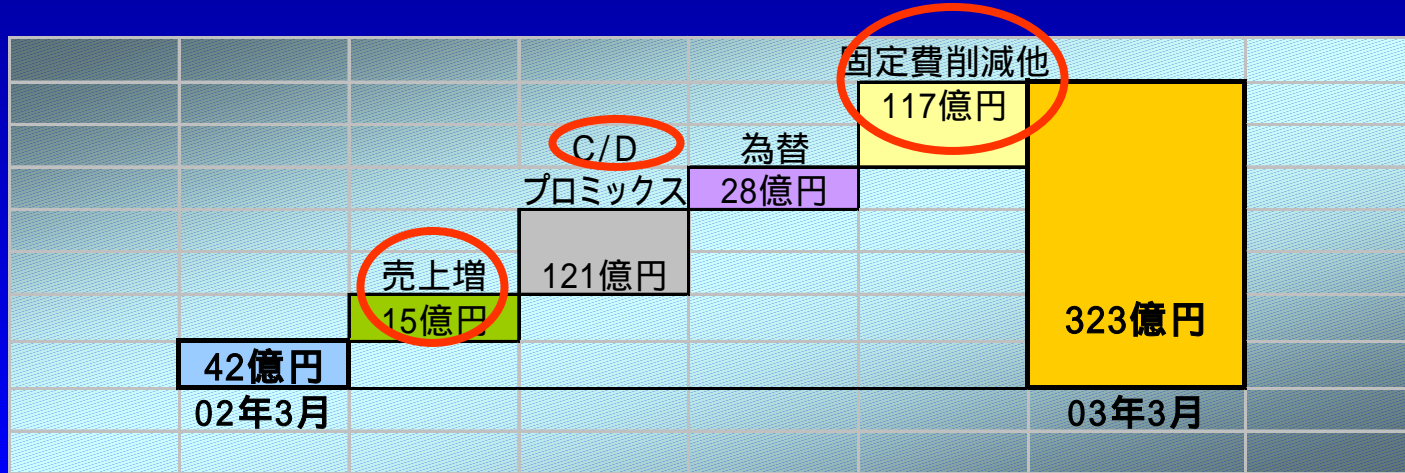 固定費削減他
117億円
C/D
プロミックス
為替
28億円
売上増
15億円
121億円
323億円
42億円
02年3月
03年3月